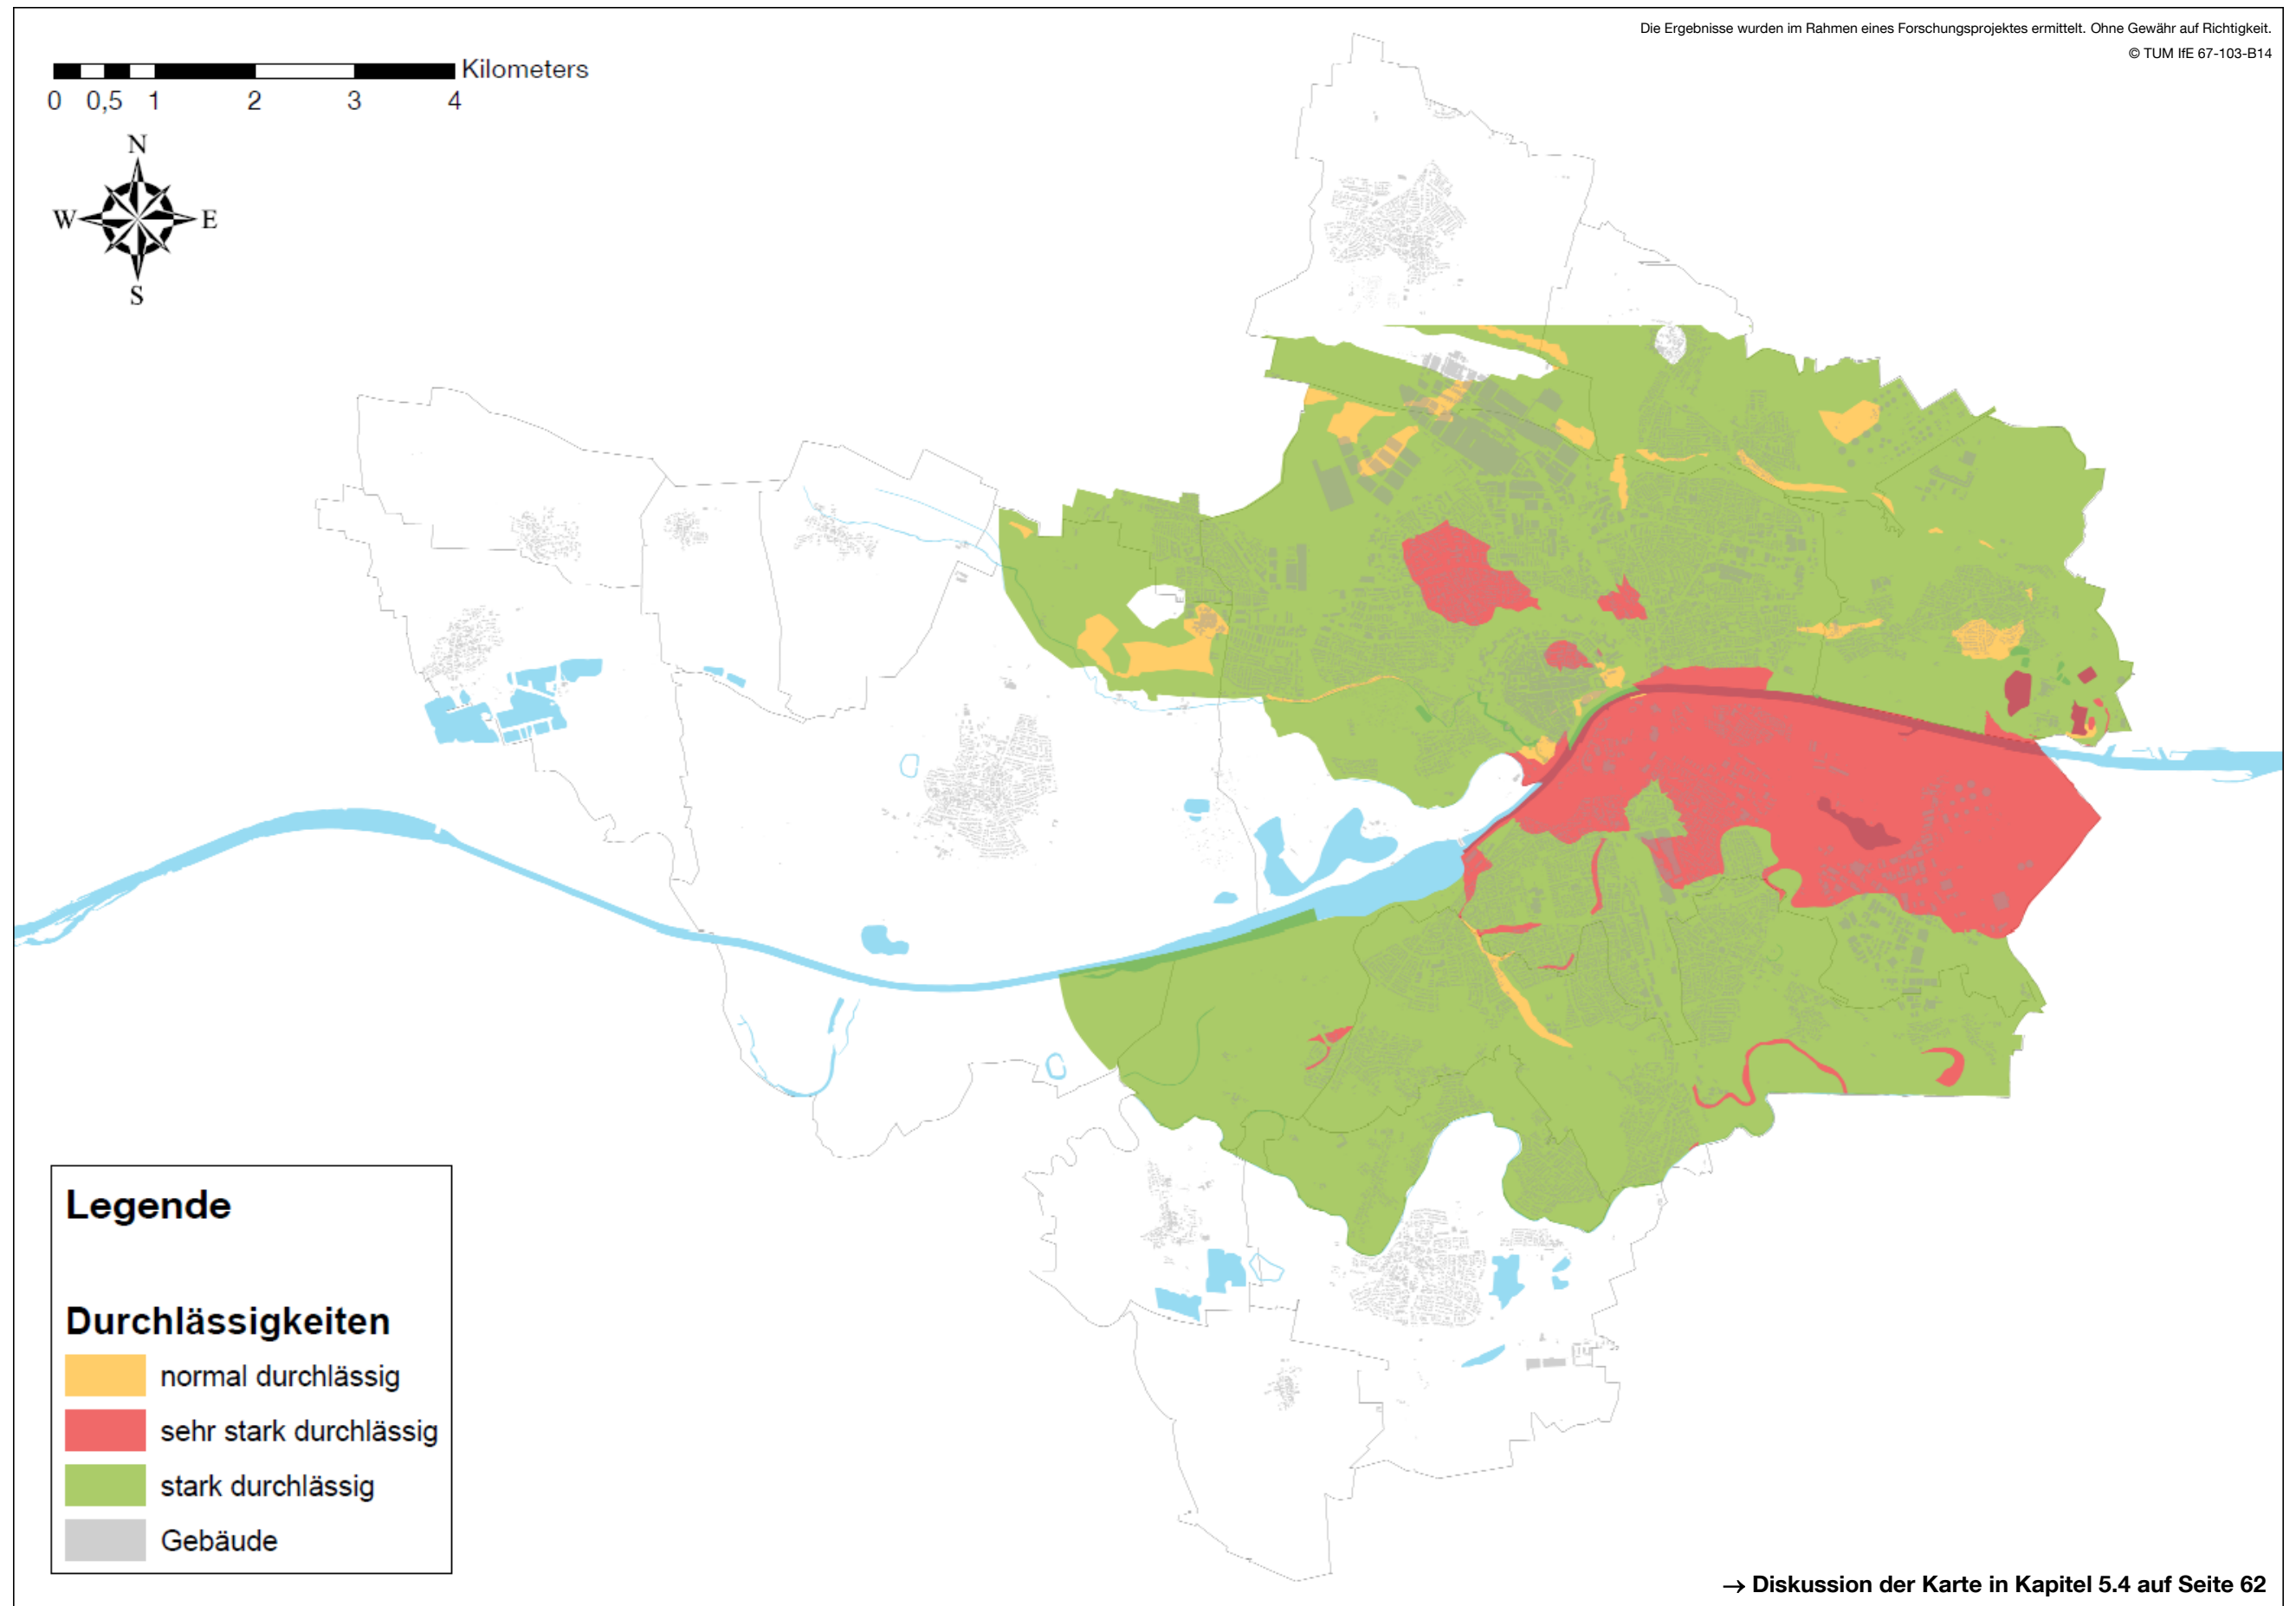 Die Ergebnisse wurden im Rahmen eines Forschungsprojektes ermittelt. Ohne Gewähr auf Richtigkeit.
© TUM IfE 67-103-B14
Kilometers
0 0,5 1 2 3 4
N
W E
S
Legende
Durchlässigkeiten
normal durchlässig
sehr stark durchlässig
stark durchlässig
Gebäude
→ Diskussion der Karte in Kapitel 5.4 auf Seite 62